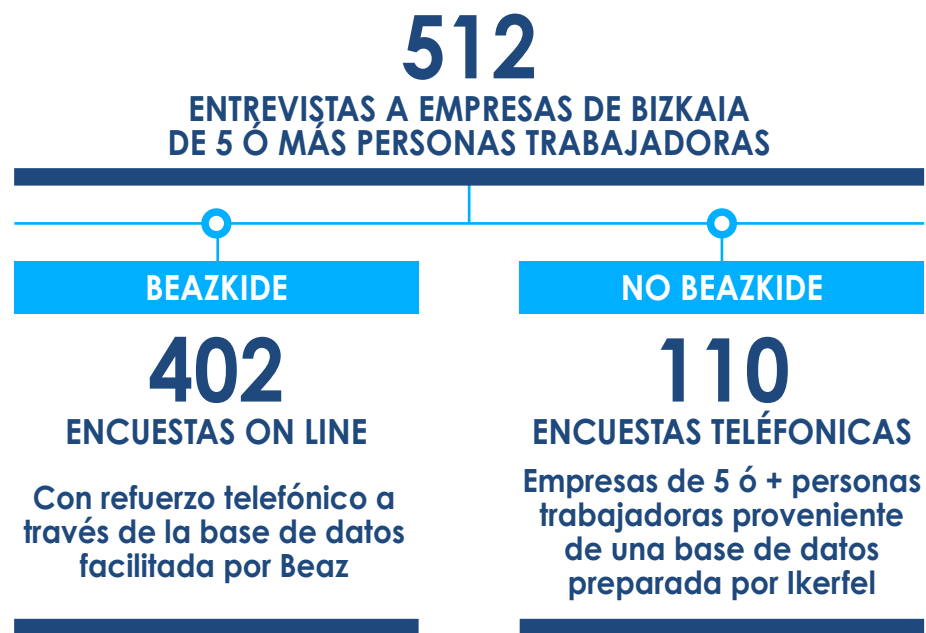 512
ENTREVISTAS A EMPRESAS DE BIZKAIA
DE 5 Ó MÁS PERSONAS TRABAJADORAS
BEAZKIDE
402
ENCUESTAS ON LINE
Con refuerzo telefónico a
través de la base de datos
facilitada por Beaz
NO BEAZKIDE
110
ENCUESTAS TELÉFONICAS
Empresas de 5 ó + personas
trabajadoras proveniente
de una base de datos
preparada por Ikerfel